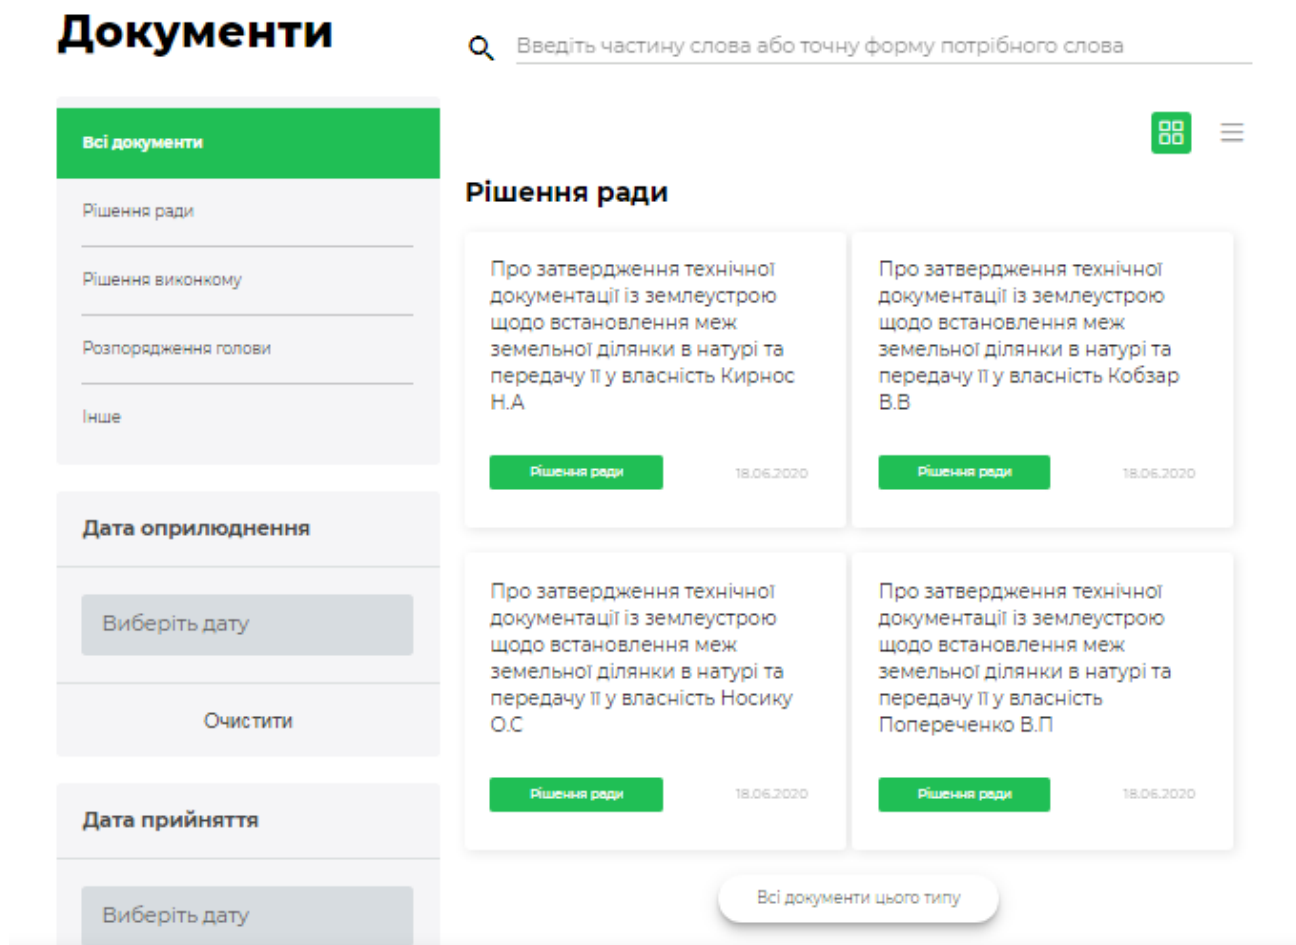 Документи
Введіть частину слова або точну форму потрібного слова
Всі документи
Рішення ради
Рішення виконкому
Розпорядження голови
Інше
Дата оприлюднення
Виберіть дату
Очистити
Дата прийняття
Виберіть дату
Рішення ради
Про затвердження технічної
документації із землеустрою
щодо встановлення меж
земельної ділянки в натурі та
передачу її у власність Кирнос
Н.А
Рішення ради
18.06.2020
Про затвердження технічної
документації із землеустрою
щодо встановлення меж
земельної ділянки в натурі та
передачу її у власність Кобзар
В.В
Рішення ради
18.06.2020
Про затвердження технічної
документації із землеустрою
щодо встановлення меж
земельної ділянки в натурі та
передачу її у власність Носику
О.С
Рішення ради
18.06.2020
Про затвердження технічної
документації із землеустрою
щодо встановлення меж
земельної ділянки в натурі та
передачу її у власність
Попереченко В.П
Рішення ради
18.06.2020
Всі документи цього типу